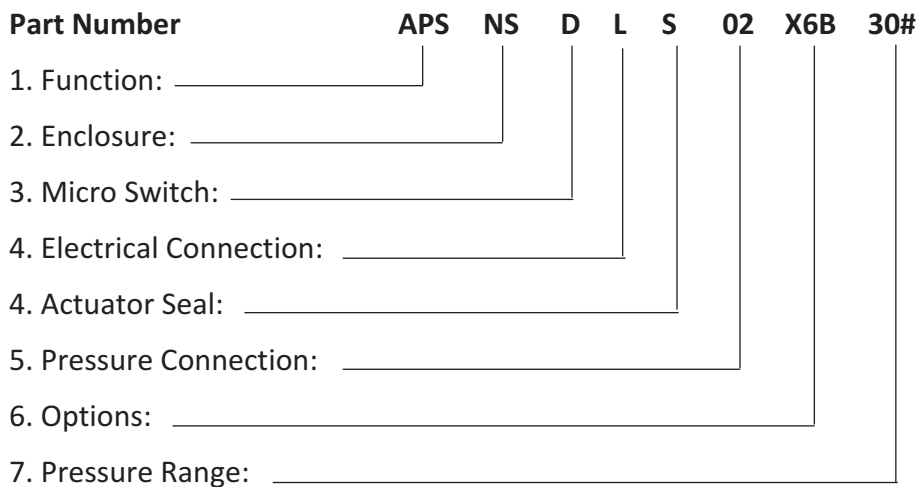 Part Number APS NS D L S 02 X6B 30#
1. Function:
2. Enclosure:
3. Micro Switch:
4. Electrical Connection:
4. Actuator Seal:
5. Pressure Connection:
6. Options:
7. Pressure Range: